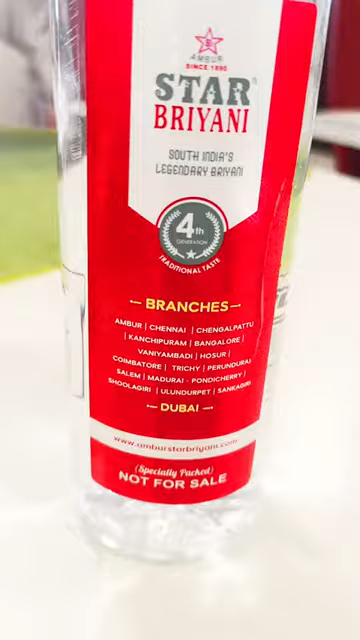 AMBUR
SINCE 1890
STAR
BRIYANI
SOUTH INDIA'S
LEGENDARY BRIYANI
4th
GENERATION
TRADITIONAL TASTE
— BRANCHES —
AMBUR | CHENNAI | CHENGALPATTU
| KANCHIPURAM | BANGALORE |
VANIYAMBADI | HOSUR |
COIMBATORE | TRICHY | PERUNDURAI
SALEM | MADURAI - PONDICHERRY |
SHOOLAGIRI | ULUNDURPET | SANKAGIRI
— DUBAI —
www.amburstarbriyani.com
(Specially Packed)
NOT FOR SALE